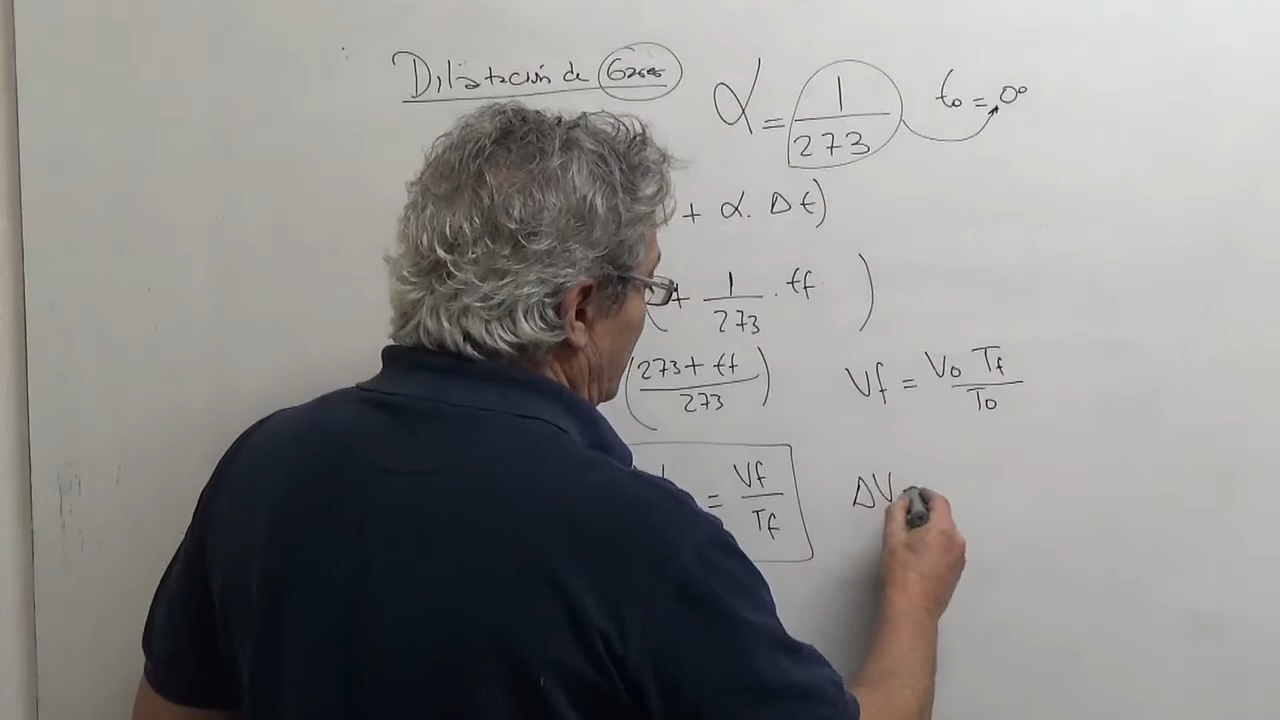 Dilatación de Gases
α = 1/273
t₀ = 0°
+ α. Δt)
+ 1/273 . tf )
(273 + tf / 273)
Vf = V₀ Tf / T₀
= Vf / Tf
ΔV